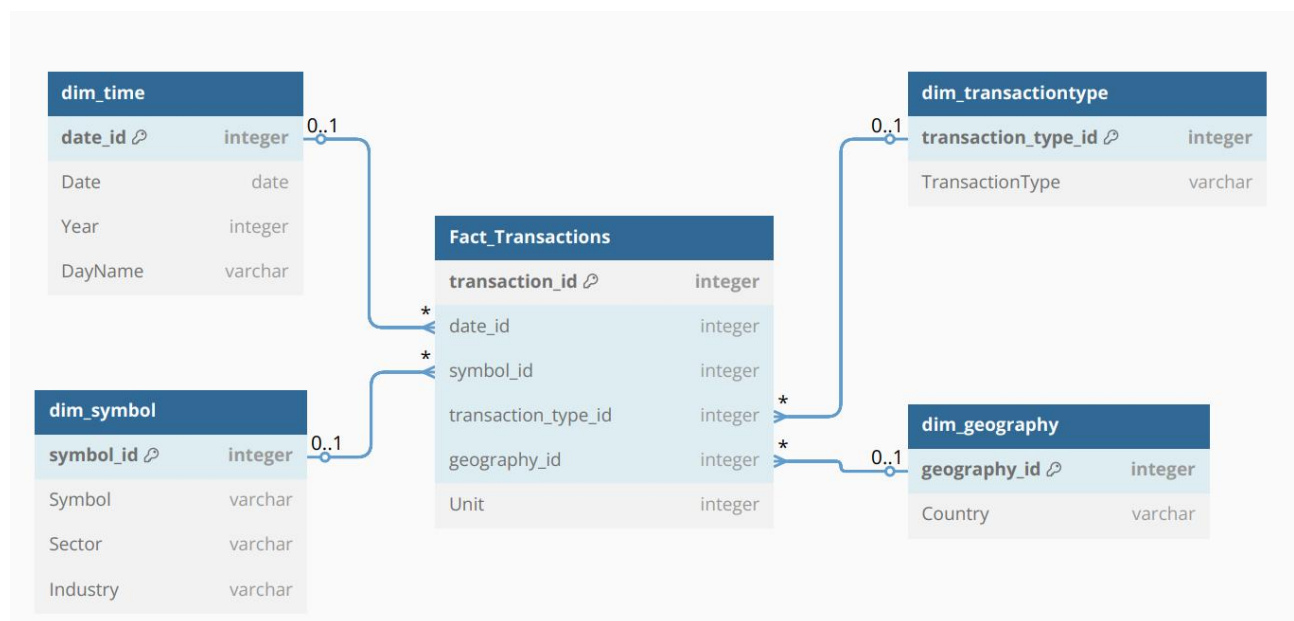 dim_time
date_id integer
Date date
Year integer
DayName varchar
0..1
*
dim_symbol
symbol_id integer
Symbol varchar
Sector varchar
Industry varchar
0..1
*
Fact_Transactions
transaction_id integer
date_id integer
symbol_id integer
transaction_type_id integer
geography_id integer
Unit integer
dim_transactiontype
transaction_type_id integer
TransactionType varchar
0..1
*
dim_geography
geography_id integer
Country varchar
0..1
*